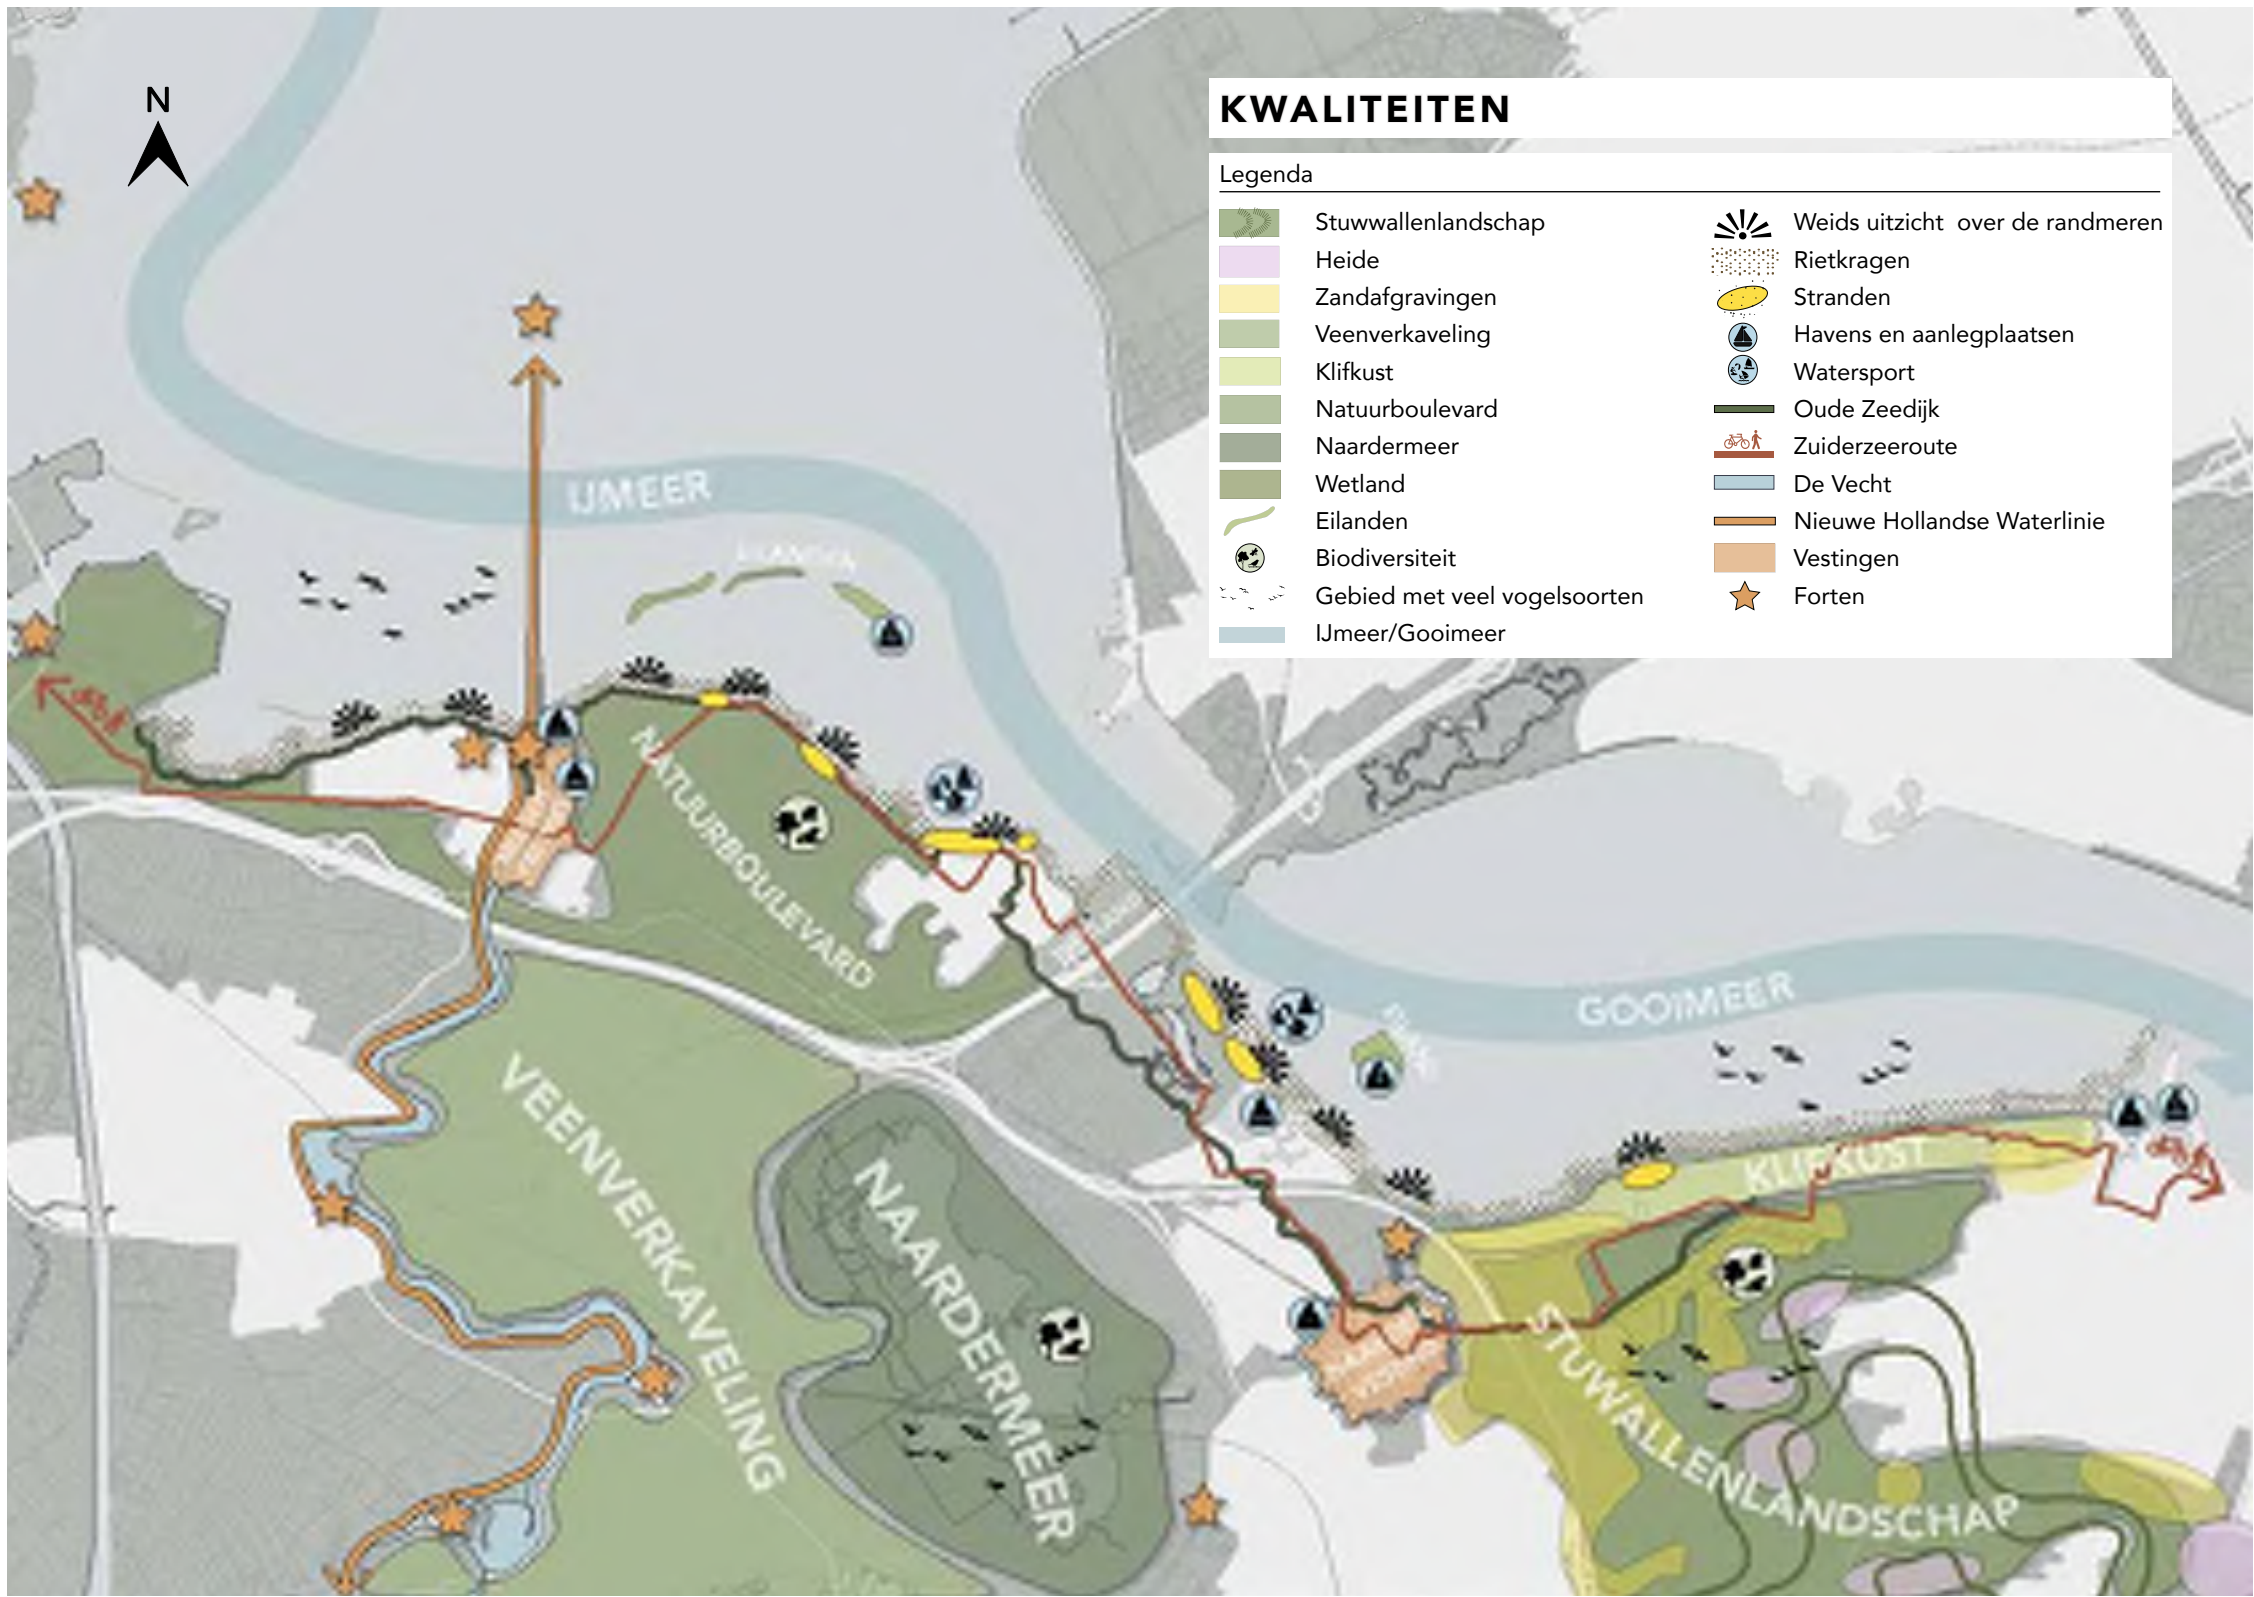 N
KWALITEITEN
Legenda
Stuwwallenlandschap
Heide
Zandafgravingen
Veenverkaveling
Klifkust
Natuurboulevard
Naardermeer
Wetland
Eilanden
Biodiversiteit
Gebied met veel vogelsoorten
IJmeer/Gooimeer
Weids uitzicht over de randmeren
Rietkragen
Stranden
Havens en aanlegplaatsen
Watersport
Oude Zeedijk
Zuiderzeeroute
De Vecht
Nieuwe Hollandse Waterlinie
Vestingen
Forten
IJMEER
EILANDEN
NATUURBOULEVARD
GOOIMEER
VEENVERKAVELING
NAARDERMEER
KLIFKUST
STUWALLENLANDSCHAP